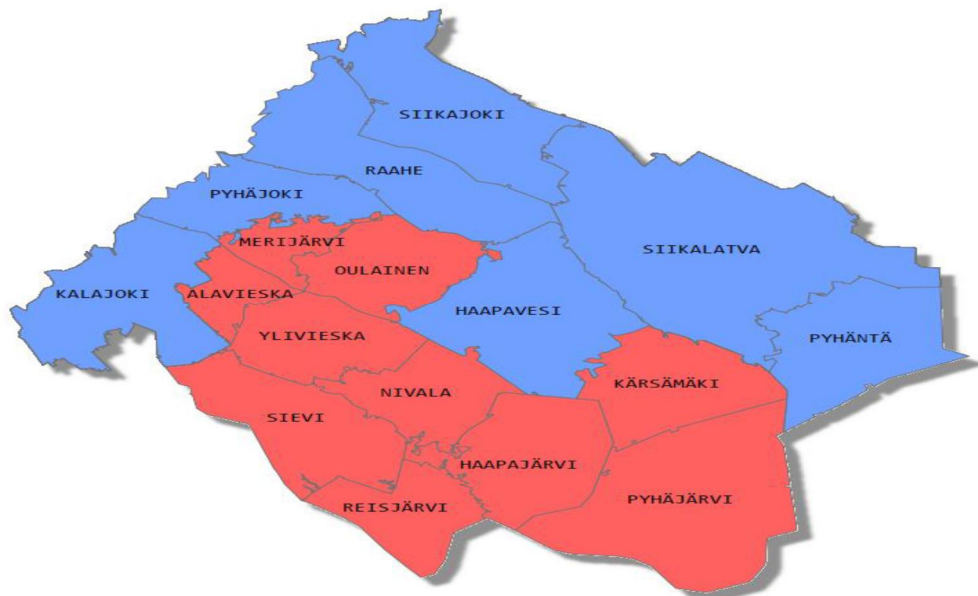 SIIKAJOKI
RAAHE
PYHÄJOKI
MERIJÄRVI
SIIKALATVA
OULAINEN
KALAJOKI
ALAVIESKA
HAAPAVESI
YLIVIESKA
PYHÄNTÄ
KÄRSÄMÄKI
NIVALA
SIEVI
HAAPAJÄRVI
PYHÄJÄRVI
REISJÄRVI